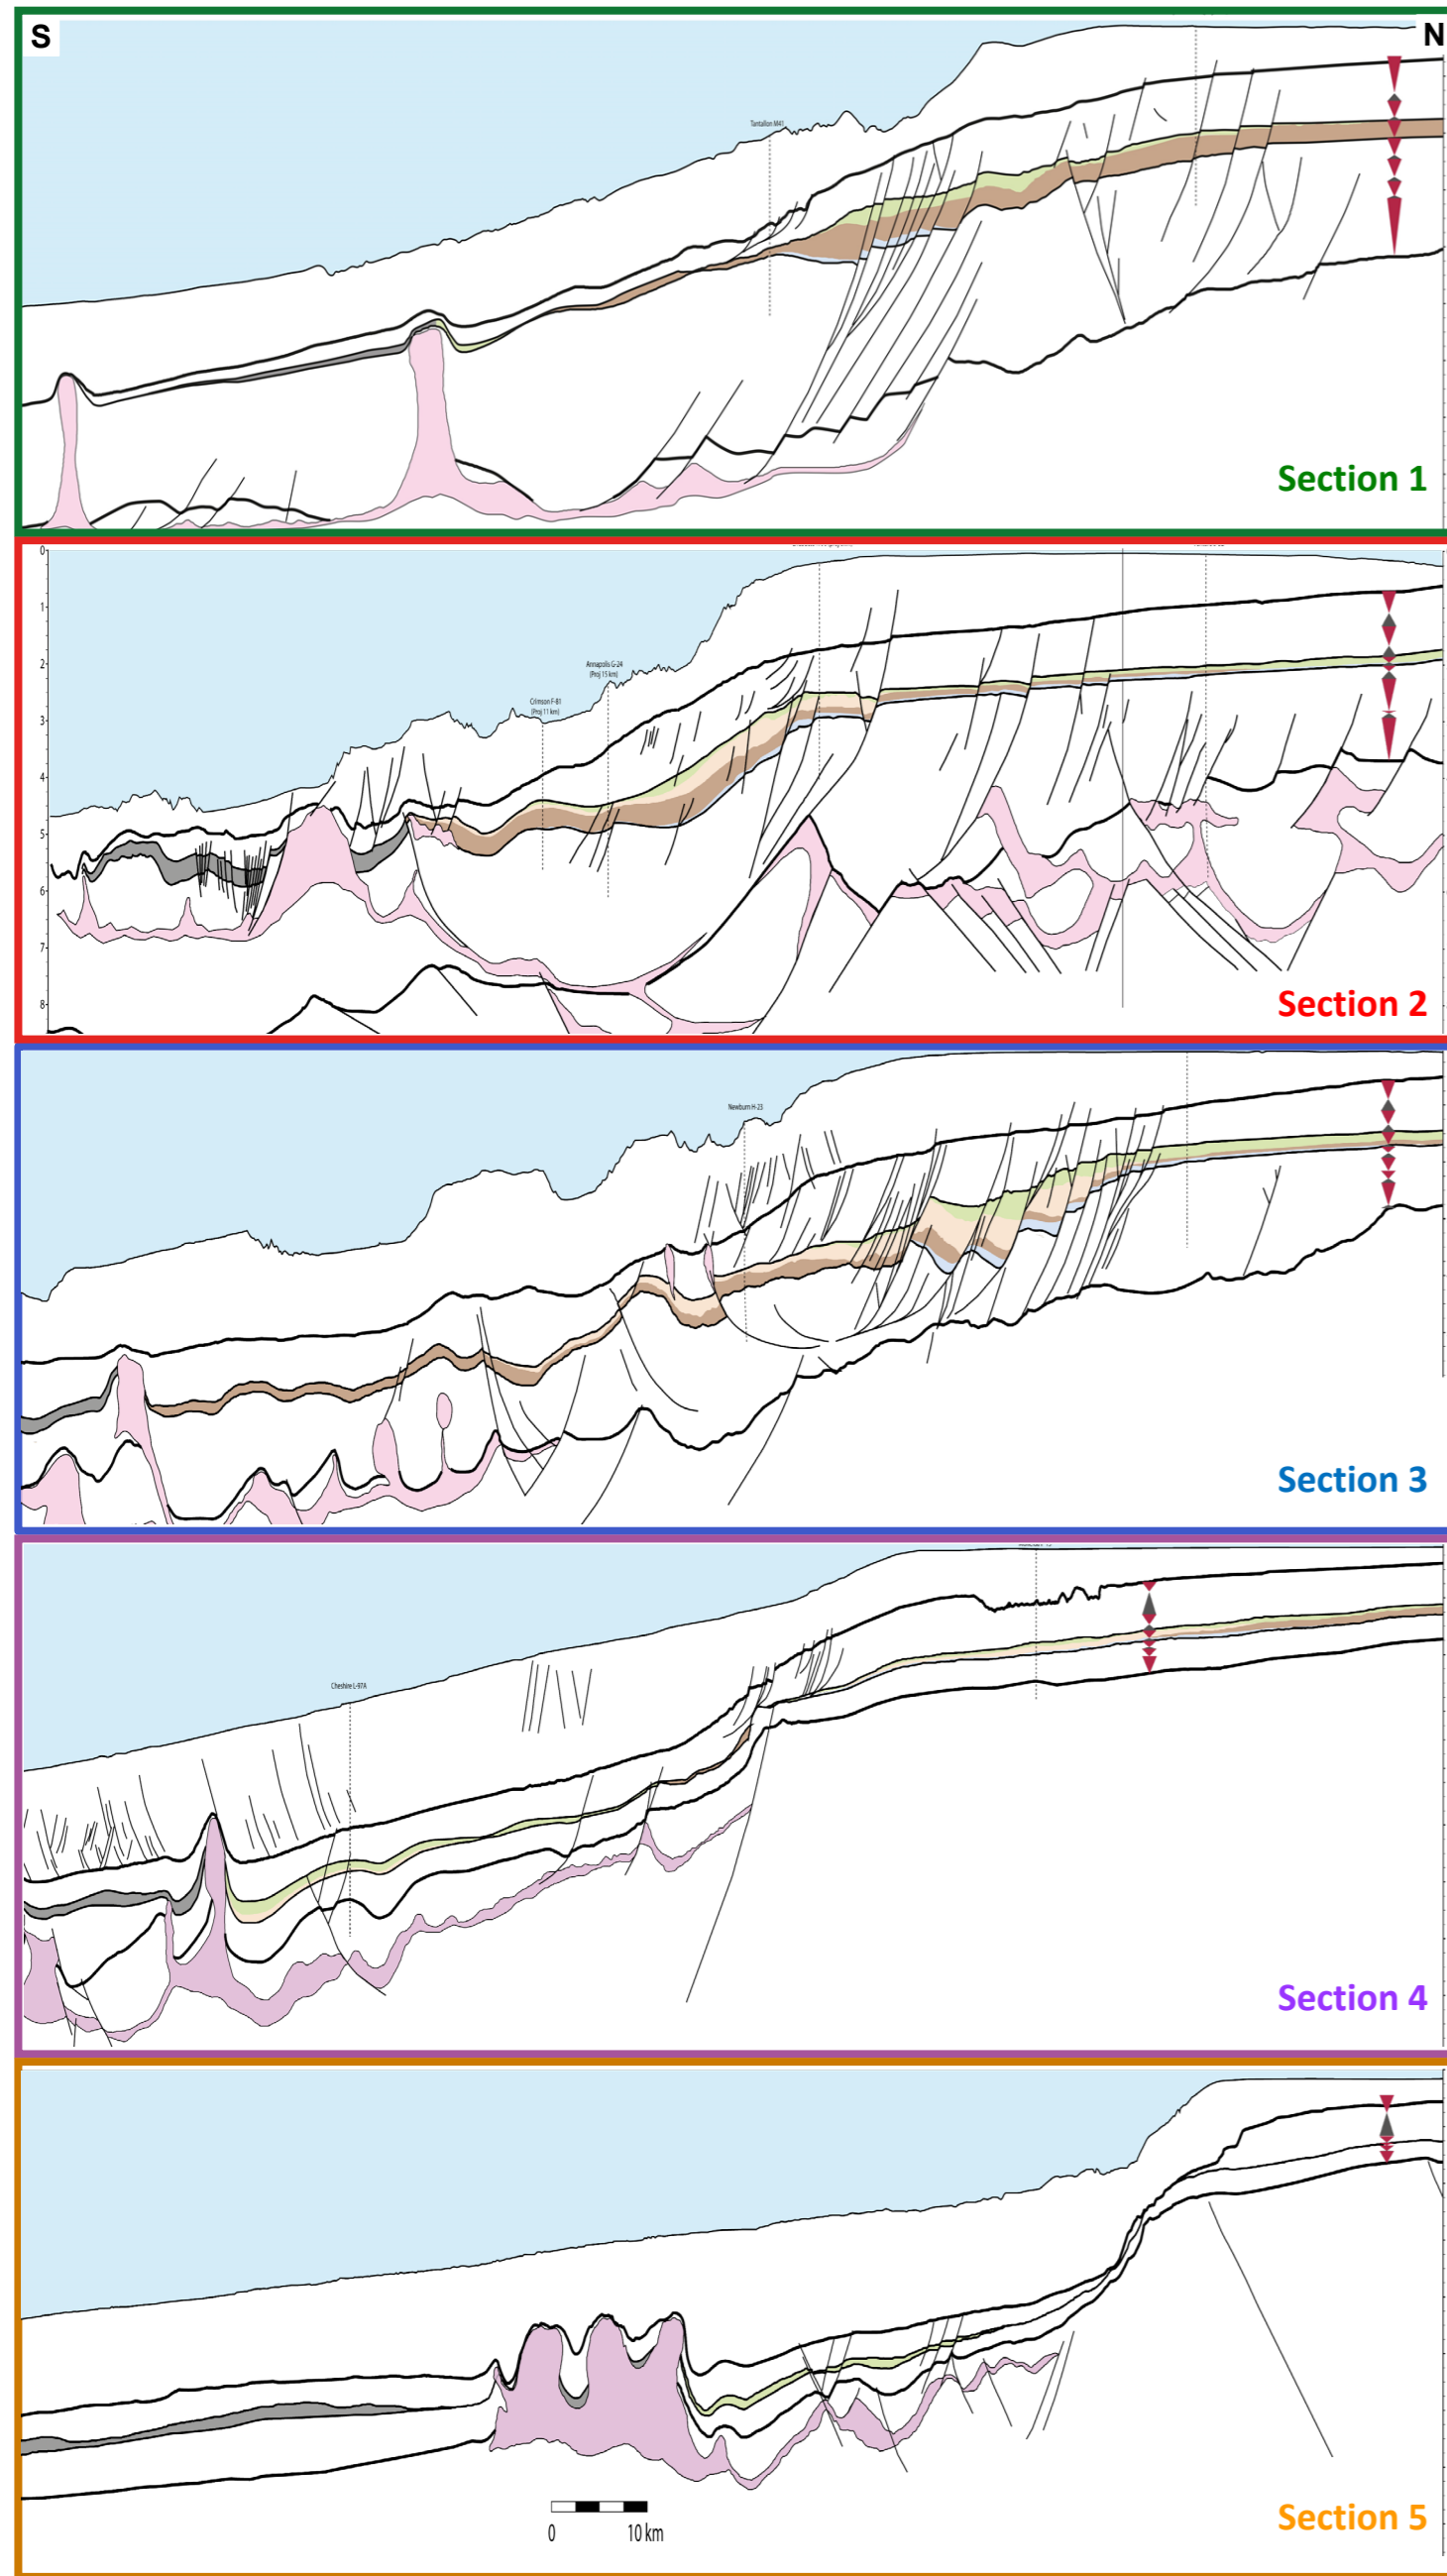 S
N
Tantallon M41
Section 1
0
1
2
3
4
5
6
7
8
Annapolis G-24
(Proj 15 km)
Crimson F-81
(Proj 11 km)
Section 2
Newburn H-23
Section 3
Cheshire L-97A
Section 4
0 10 km
Section 5